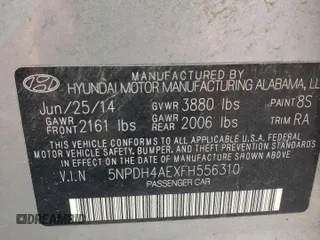 MANUFACTURED BY
HYUNDAI MOTOR MANUFACTURING ALABAMA, LL
Jun/25/14 GVWR 3880 lbs PAINT 8S
GAWR FRONT 2161 lbs GAWR REAR 2006 lbs TRIM RA
THIS VEHICLE CONFORMS TO ALL APPLICABLE
FEDERAL MOTOR VEHICLE SAFETY, BUMPER,
AND THEFT PREVENTION STANDARDS IN EFFECT
ON THE DATE OF MANUFACTURE SHOWN ABOVE.
V.I.N 5NPDH4AEXFH556310
PASSENGER CAR
DREAMBID